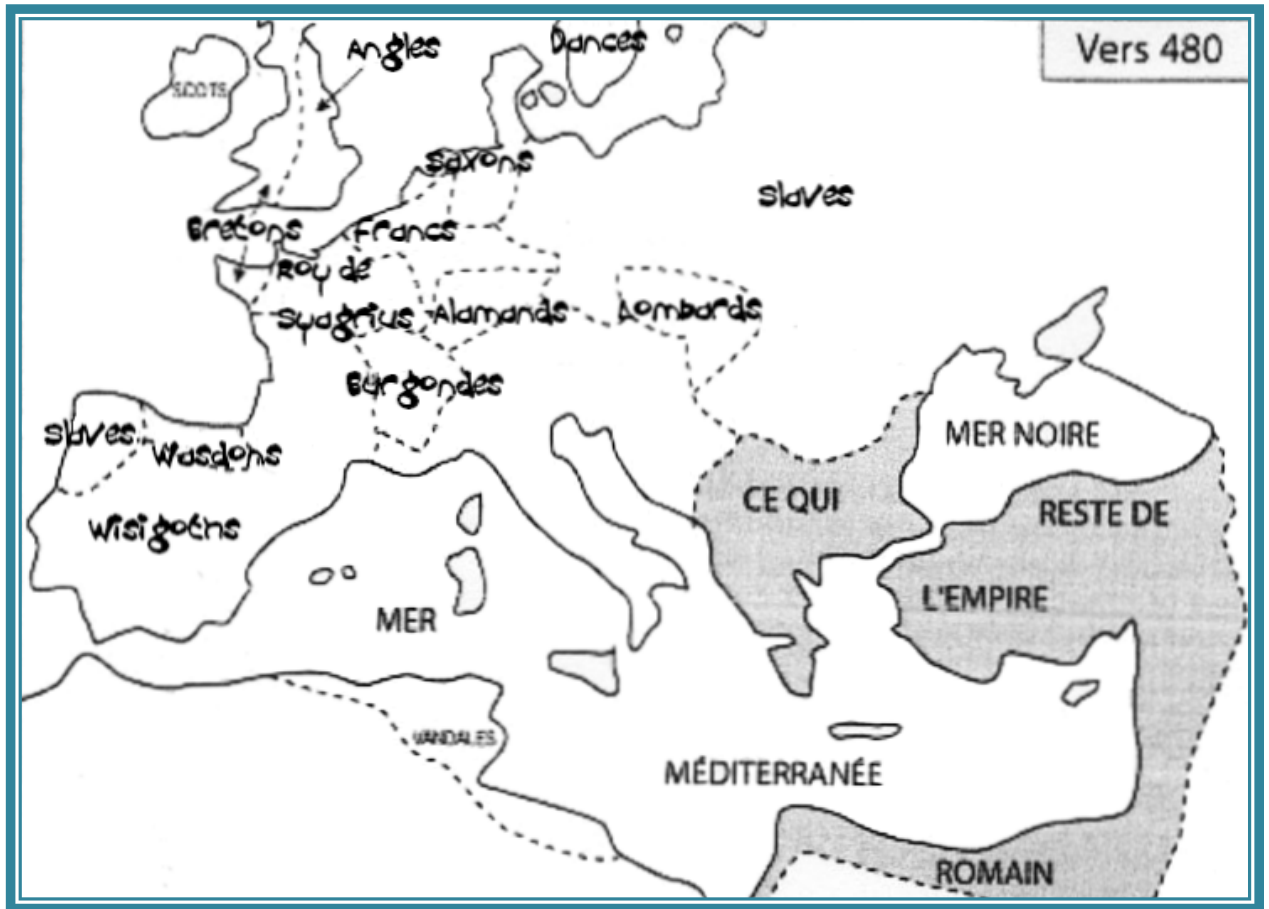 Vers 480
Angles
Dances
SCOTS
Saxons
Slaves
Bretons
Francs
Roy de
Syagrius
Alamands
Lombards
Burgondes
Slaves
Wasdons
Wisigoths
MER NOIRE
CE QUI
RESTE DE
L'EMPIRE
MER
VANDALES
MÉDITERRANÉE
ROMAIN